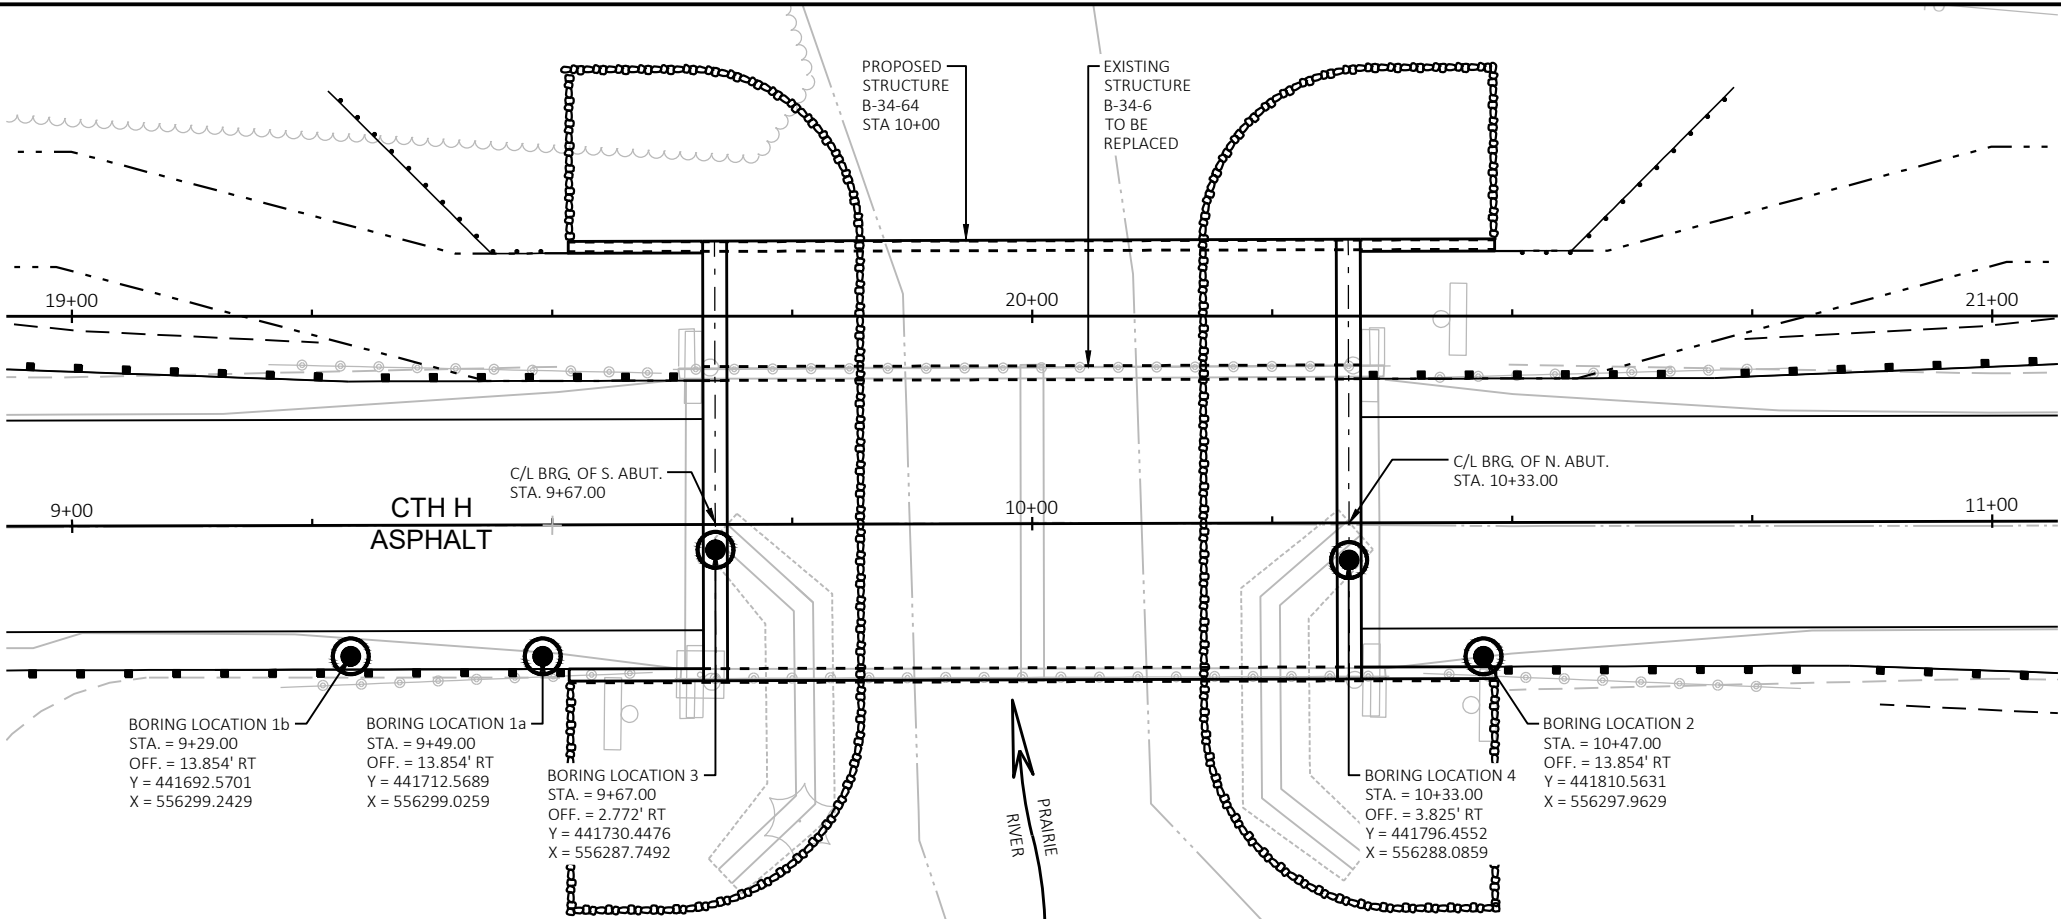 PROPOSED
STRUCTURE
B-34-64
STA 10+00
EXISTING
STRUCTURE
B-34-6
TO BE
REPLACED
19+00
20+00
21+00
C/L BRG. OF S. ABUT.
STA. 9+67.00
C/L BRG. OF N. ABUT.
STA. 10+33.00
9+00
CTH H
ASPHALT
10+00
11+00
BORING LOCATION 1b
STA. = 9+29.00
OFF. = 13.854' RT
Y = 441692.5701
X = 556299.2429
BORING LOCATION 1a
STA. = 9+49.00
OFF. = 13.854' RT
Y = 441712.5689
X = 556299.0259
BORING LOCATION 3
STA. = 9+67.00
OFF. = 2.772' RT
Y = 441730.4476
X = 556287.7492
PRAIRIE
RIVER
BORING LOCATION 4
STA. = 10+33.00
OFF. = 3.825' RT
Y = 441796.4552
X = 556288.0859
BORING LOCATION 2
STA. = 10+47.00
OFF. = 13.854' RT
Y = 441810.5631
X = 556297.9629